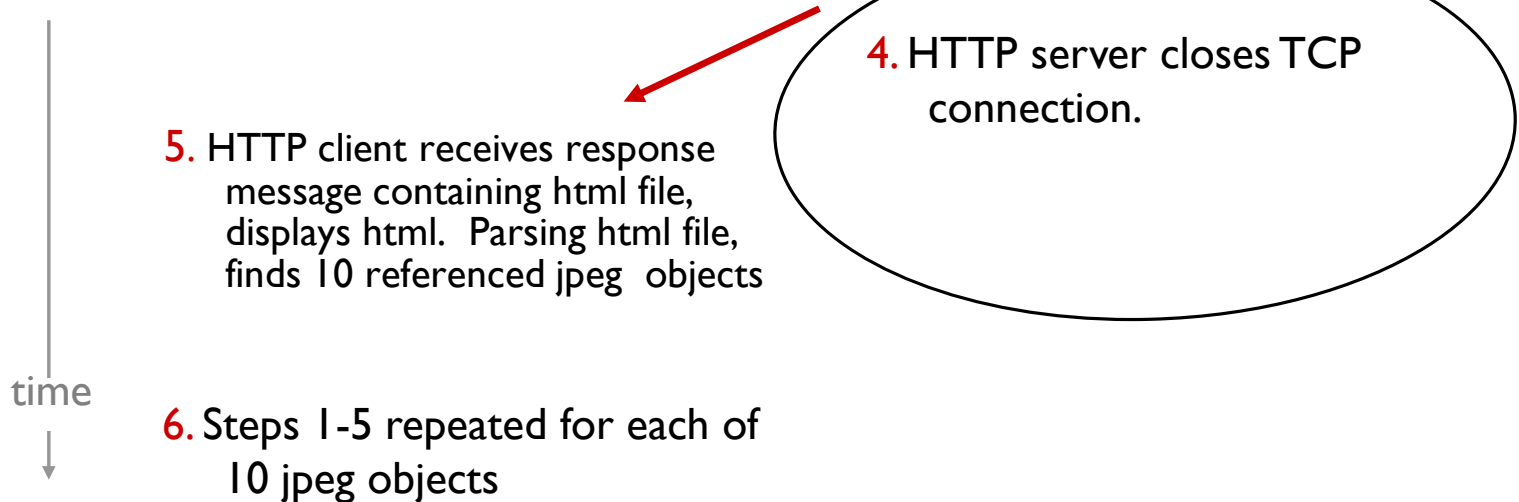 4. HTTP server closes TCP
connection.
5. HTTP client receives response
message containing html file,
displays html. Parsing html file,
finds 10 referenced jpeg objects
time
6. Steps 1-5 repeated for each of
10 jpeg objects